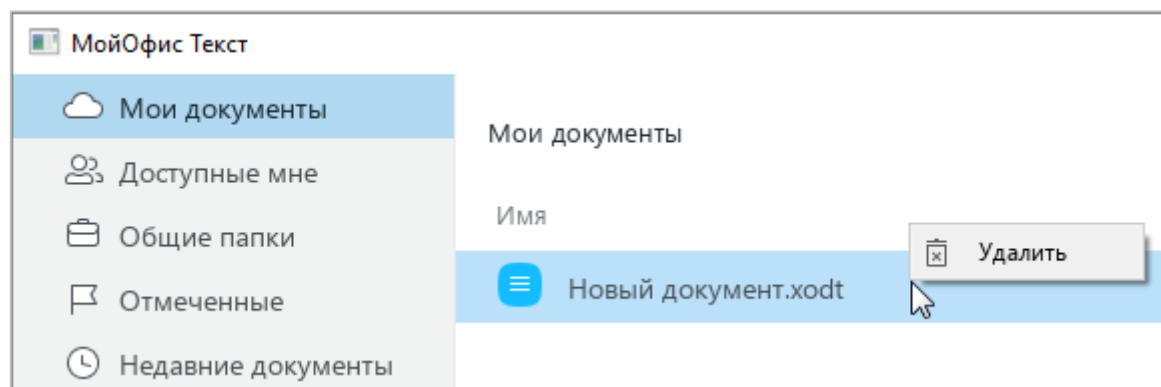 МойОфис Текст
Мои документы
Доступные мне
Общие папки
Отмеченные
Недавние документы
Мои документы
Имя
Новый документ.xodt
Удалить